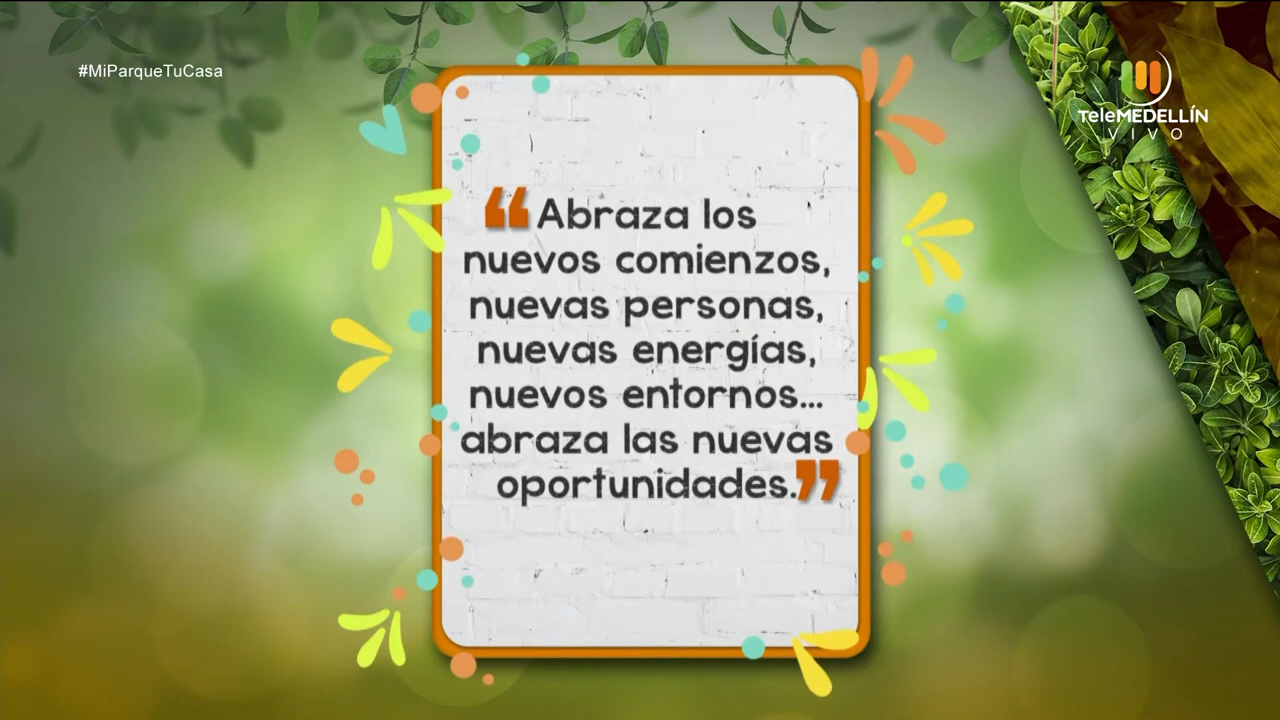 #MiParqueTuCasa
TeleMEDELLÍN
VIVO
“Abraza los
nuevos comienzos,
nuevas personas,
nuevas energías,
nuevos entornos...
abraza las nuevas
oportunidades.”